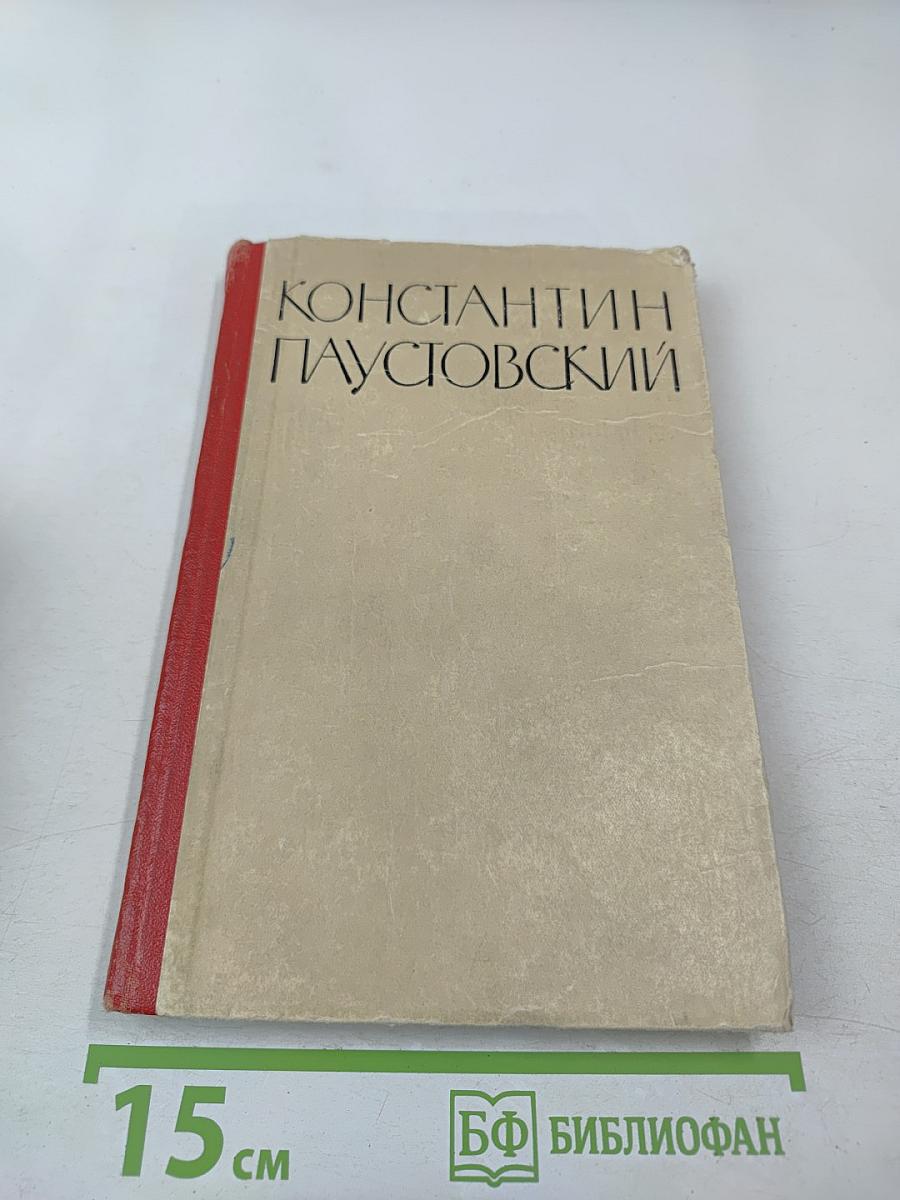 КОНСТАНТИН
ПАУСТОВСКИЙ
15 см
БФ БИБЛИОФАН